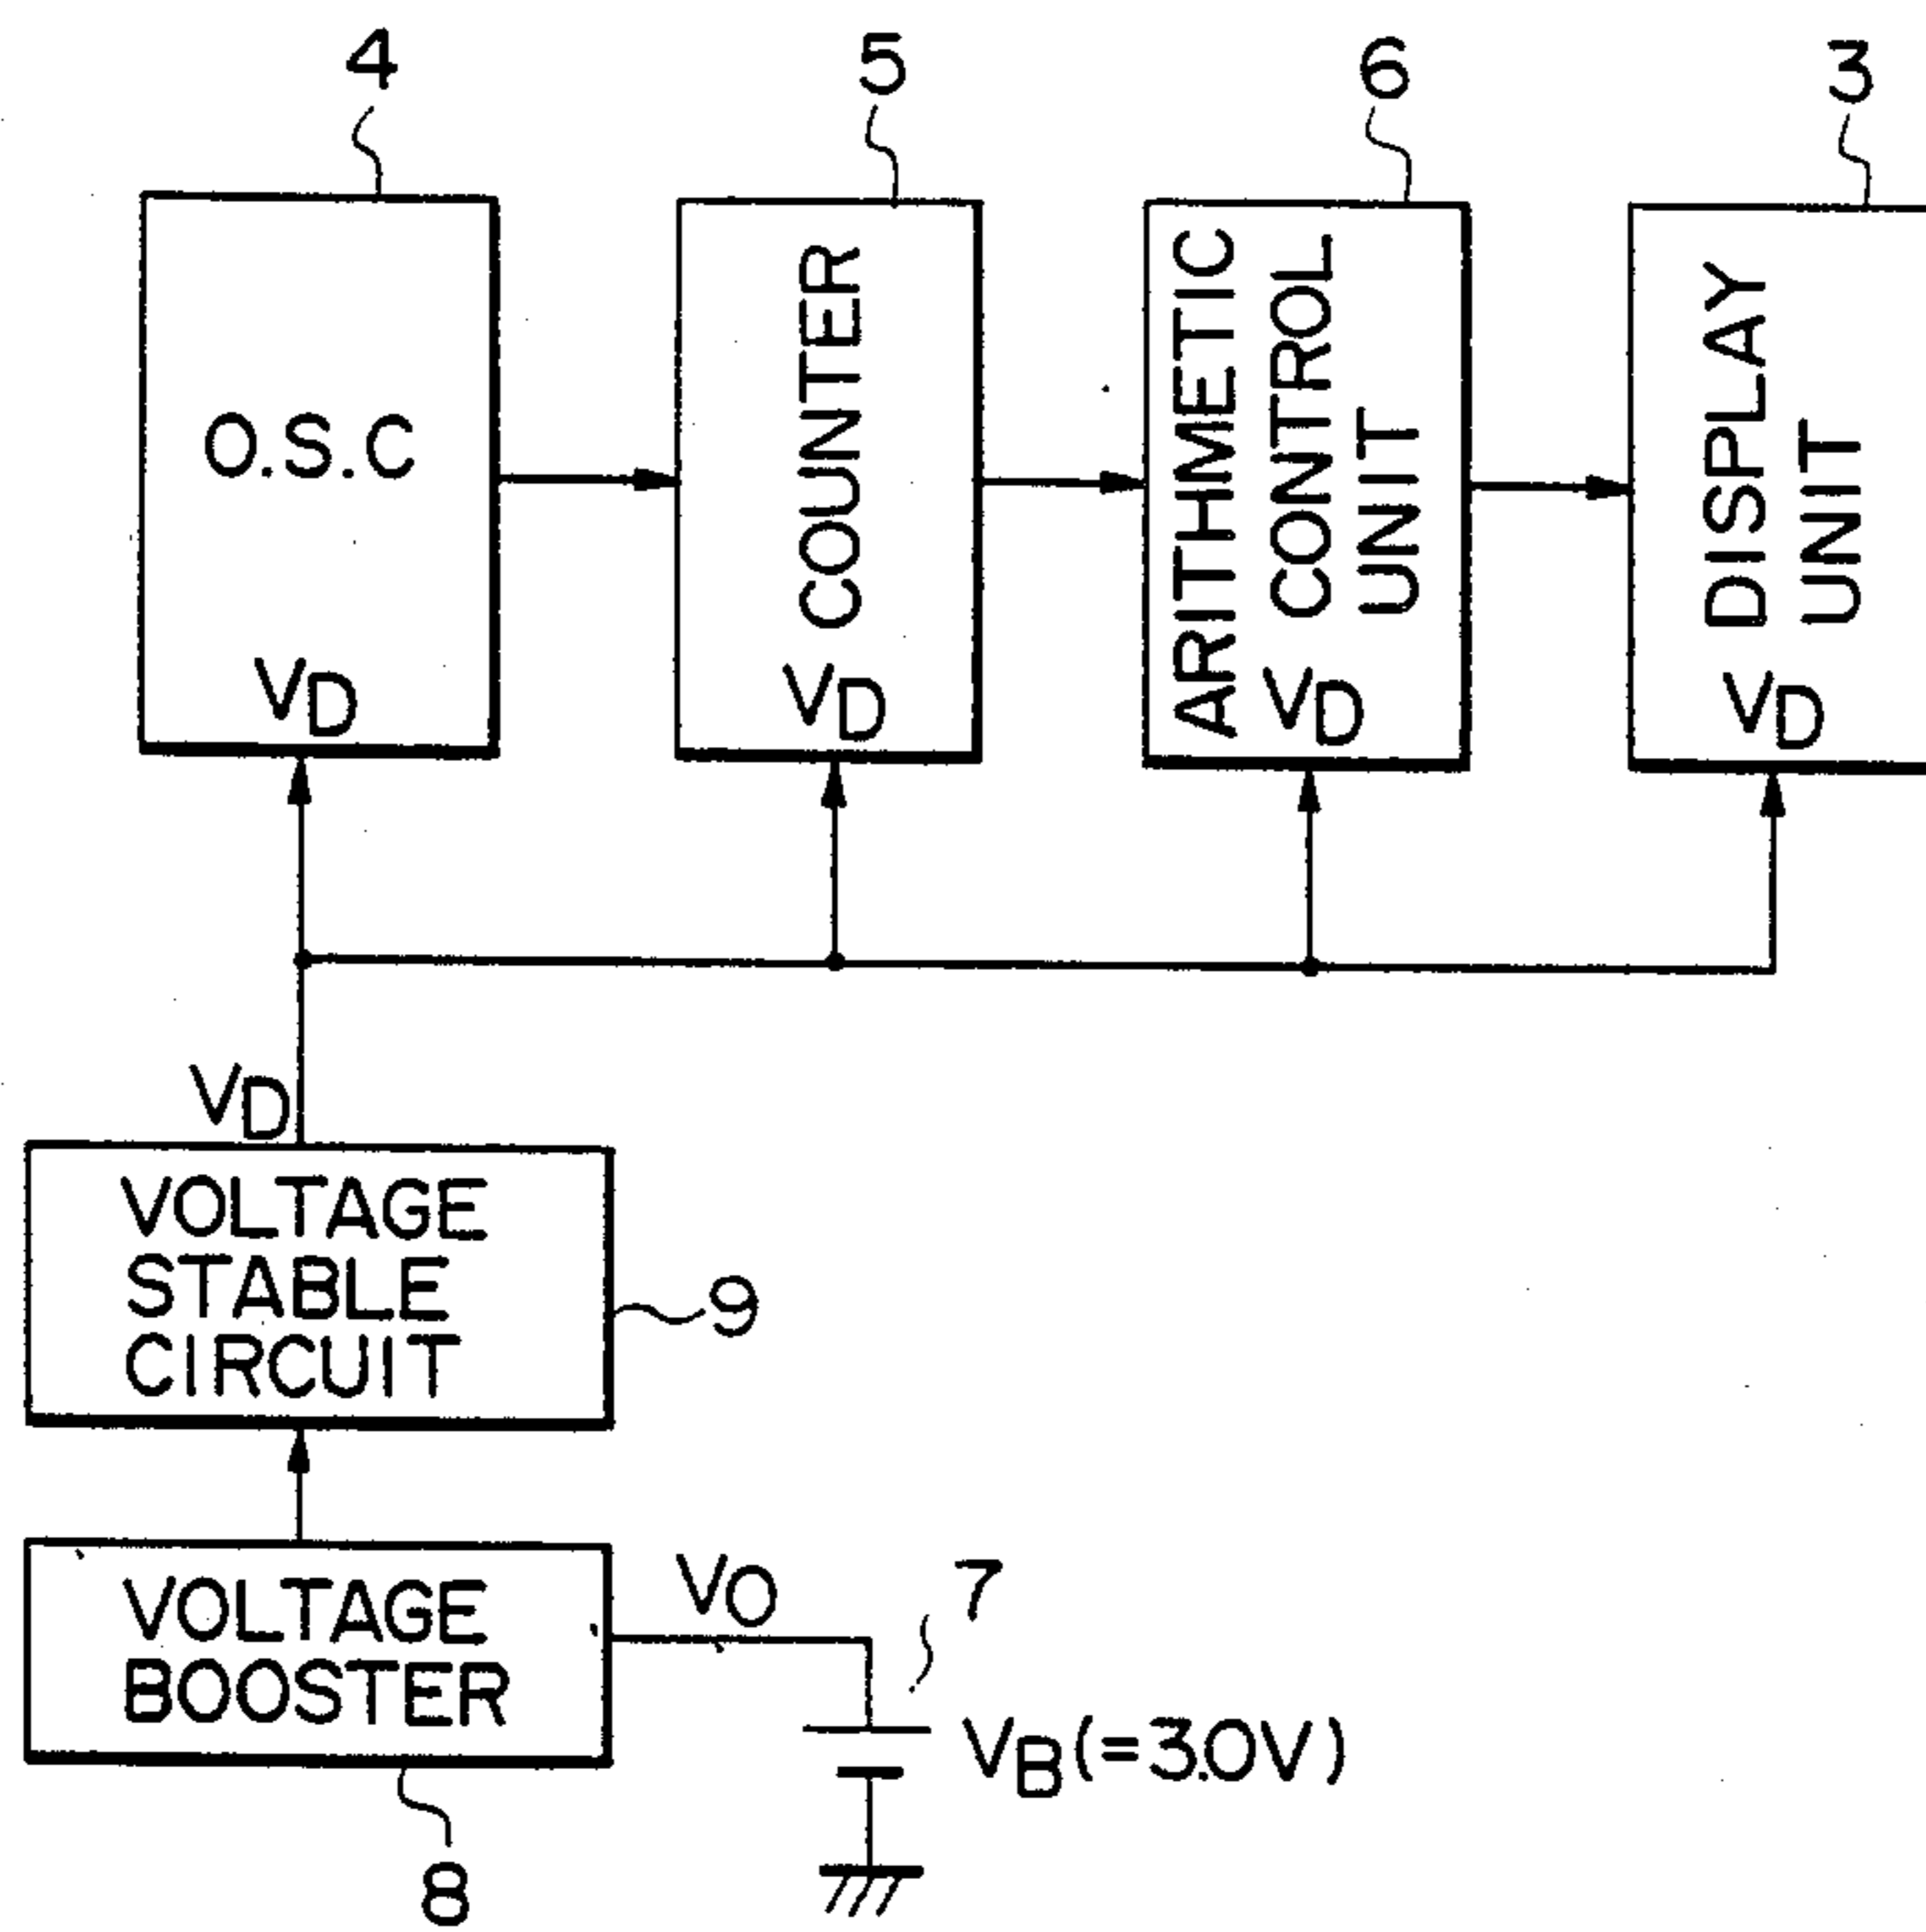 4
5
6
3
O.S.C
VD
COUNTER
VD
ARITHMETIC
CONTROL
UNIT
VD
DISPLAY
UNIT
VD
VD
VOLTAGE
STABLE
CIRCUIT
9
VOLTAGE
BOOSTER
8
VO
7
VB(=3.0V)